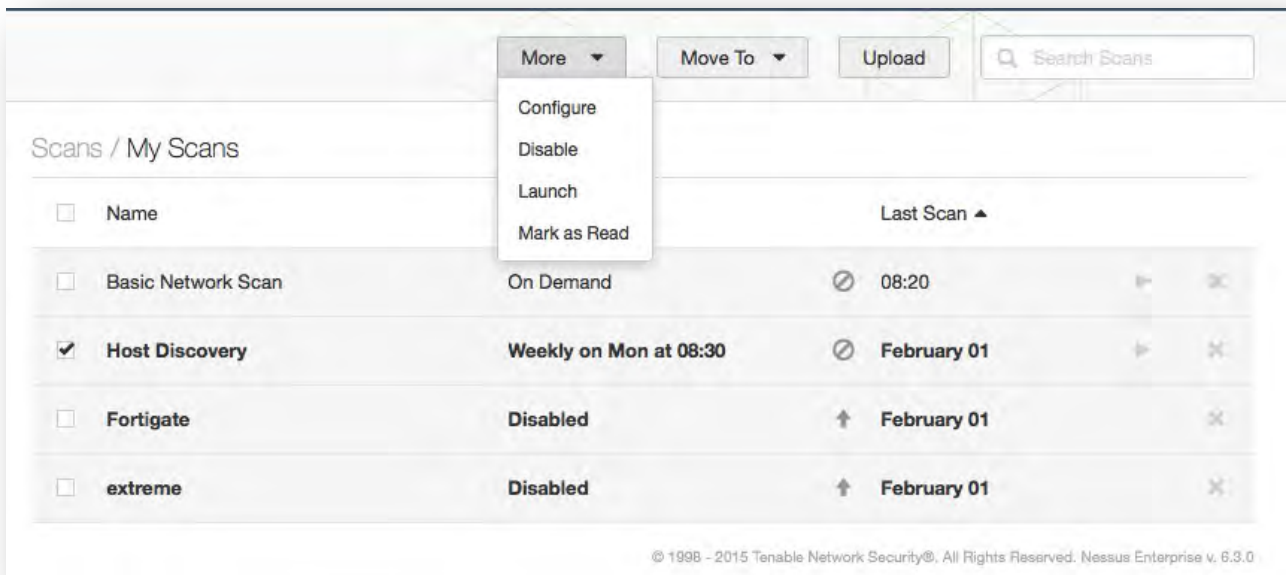 More Move To Upload Search Scans
Configure
Disable
Launch
Mark as Read
Scans / My Scans
Name Last Scan
Basic Network Scan On Demand 08:20
Host Discovery Weekly on Mon at 08:30 February 01
Fortigate Disabled February 01
extreme Disabled February 01
© 1998 - 2015 Tenable Network Security®. All Rights Reserved. Nessus Enterprise v. 6.3.0